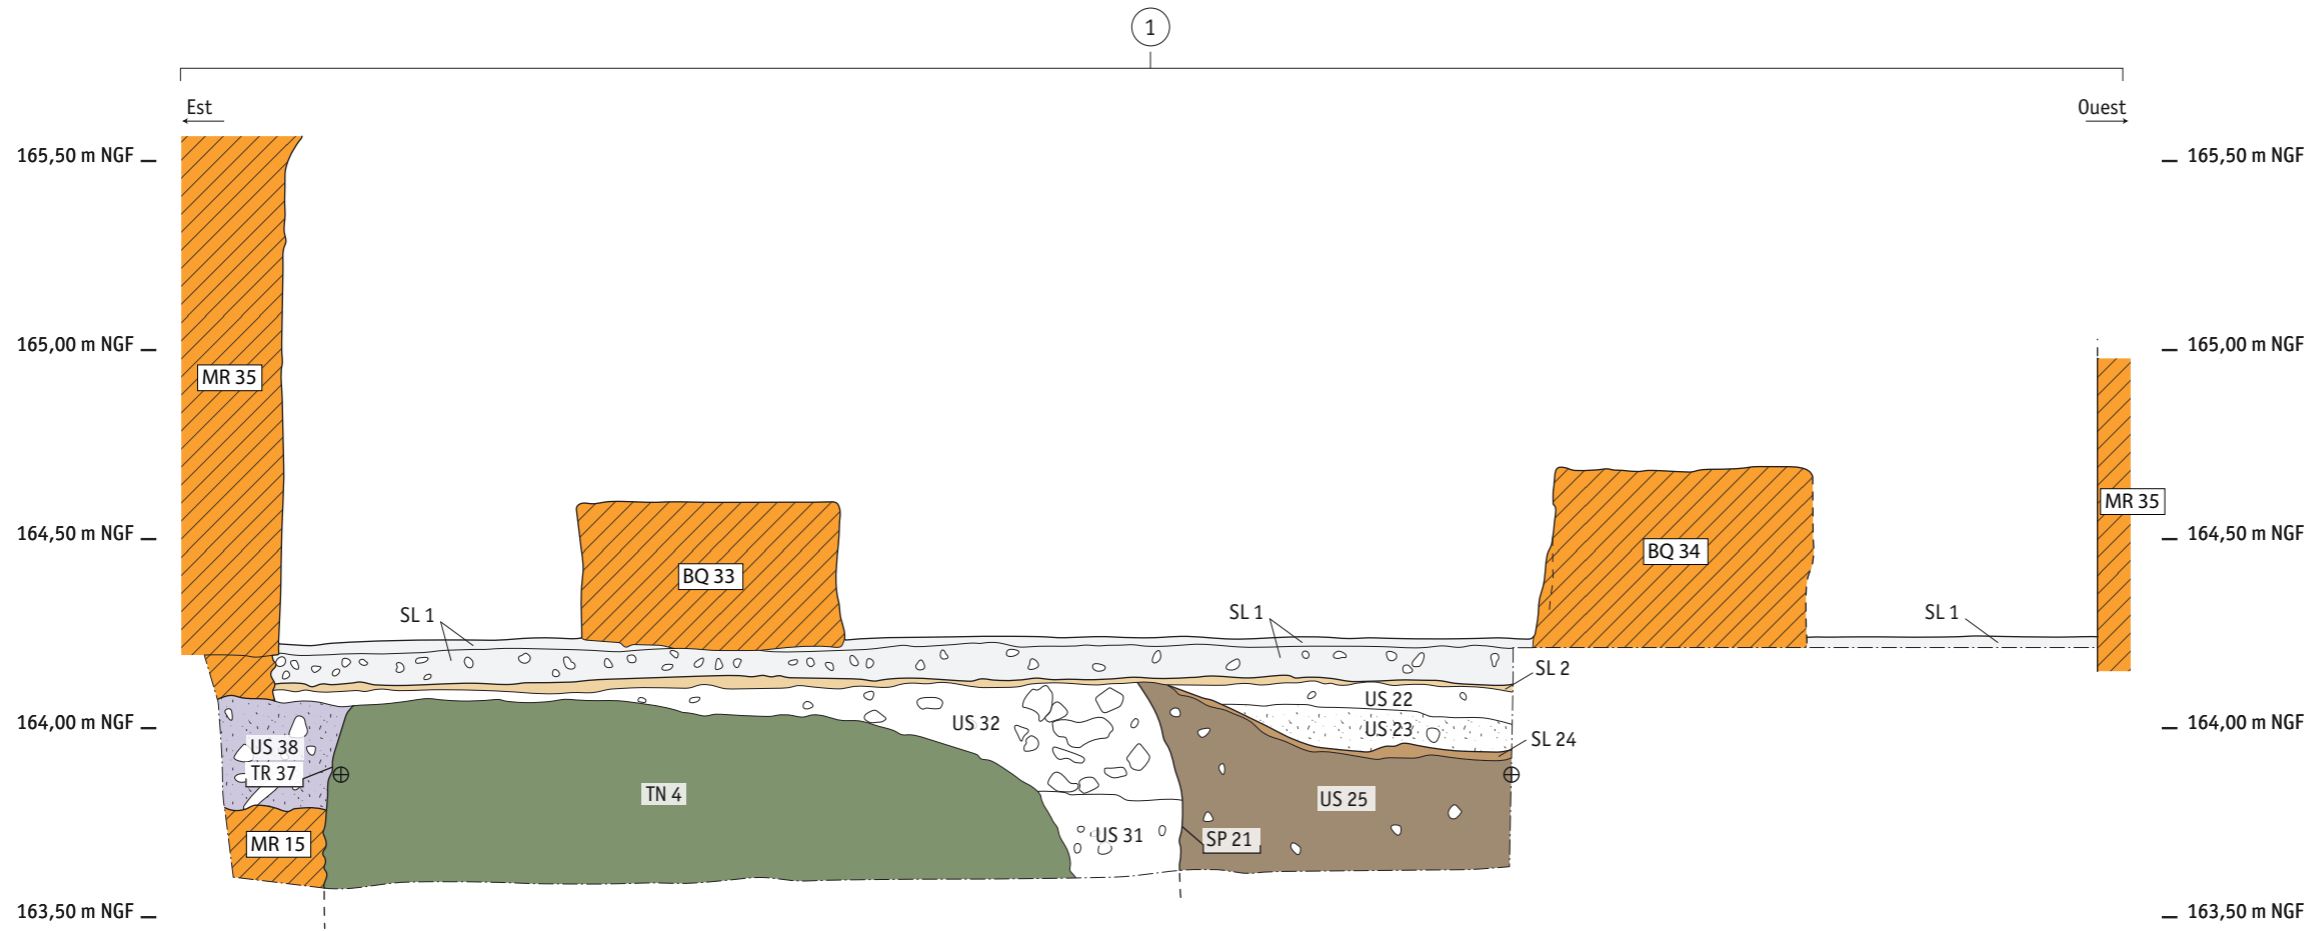 1
Est
Ouest
165,50 m NGF
165,50 m NGF
165,00 m NGF
165,00 m NGF
MR 35
MR 35
164,50 m NGF
164,50 m NGF
BQ 34
BQ 33
SL 1
SL 1
SL 1
SL 2
US 22
164,00 m NGF
164,00 m NGF
US 32
US 23
SL 24
US 38
TR 37
TN 4
US 25
US 31
SP 21
MR 15
163,50 m NGF
163,50 m NGF